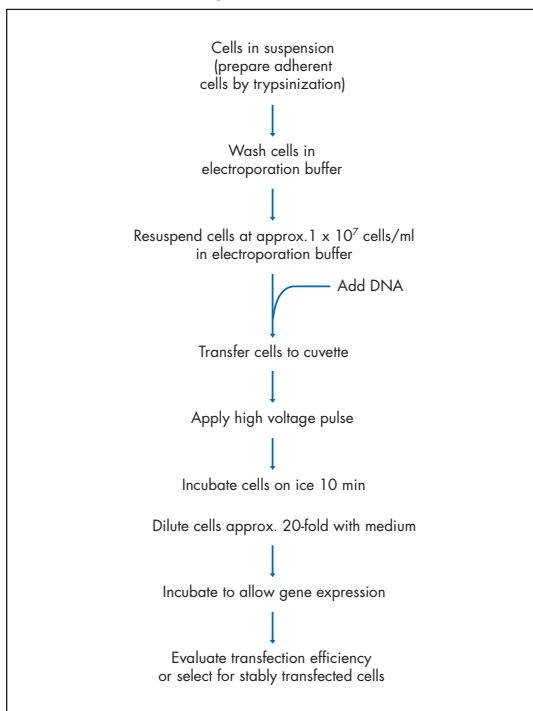 Cells in suspension
(prepare adherent
cells by trypsinization)
Wash cells in
electroporation buffer
Resuspend cells at approx.1 x 10⁷ cells/ml
in electroporation buffer
Add DNA
Transfer cells to cuvette
Apply high voltage pulse
Incubate cells on ice 10 min
Dilute cells approx. 20-fold with medium
Incubate to allow gene expression
Evaluate transfection efficiency
or select for stably transfected cells